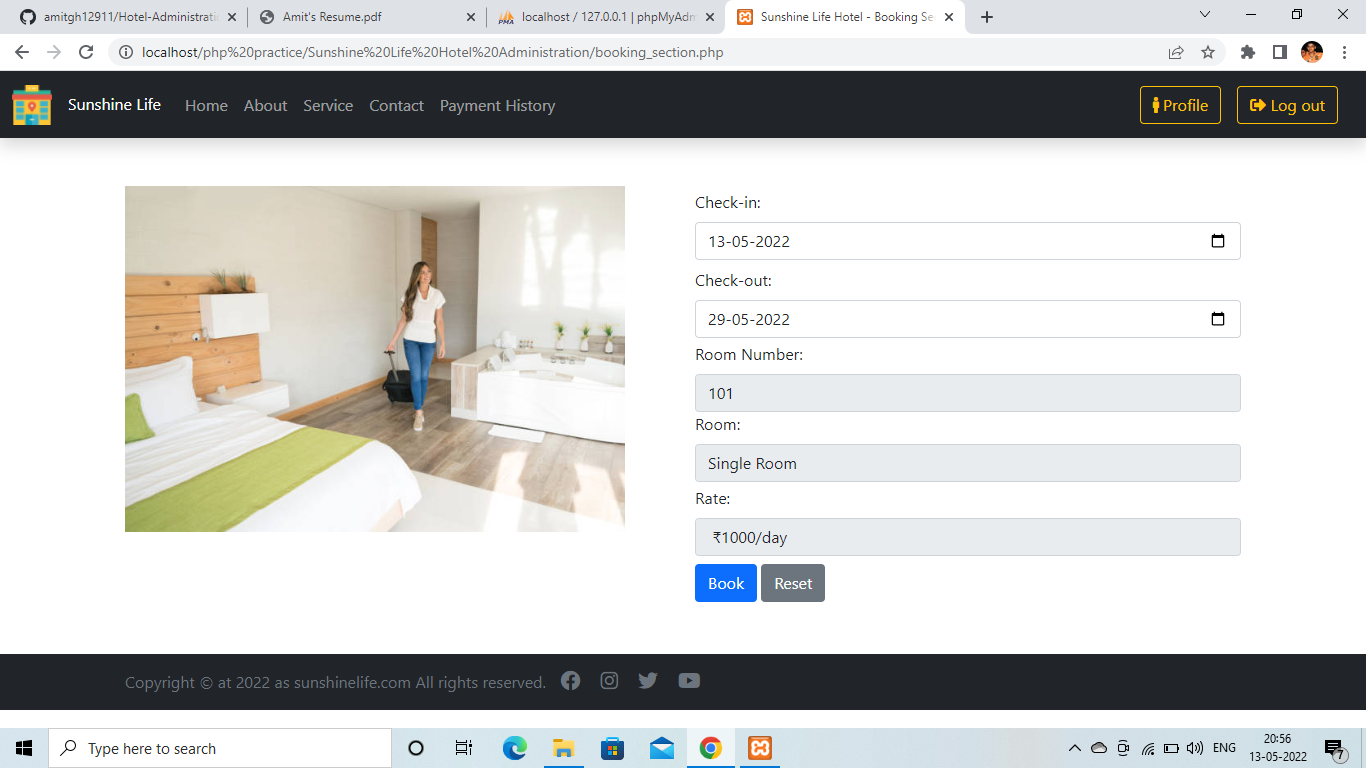 amitgh12911/Hotel-Administrati
Amit's Resume.pdf
localhost / 127.0.0.1 | phpMyAdm
Sunshine Life Hotel - Booking Se
localhost/php%20practice/Sunshine%20Life%20Hotel%20Administration/booking_section.php
Sunshine Life
Home
About
Service
Contact
Payment History
Profile
Log out
Check-in:
13-05-2022
Check-out:
29-05-2022
Room Number:
101
Room:
Single Room
Rate:
₹1000/day
Book
Reset
Copyright © at 2022 as sunshinelife.com All rights reserved.
Type here to search
ENG
20:56
13-05-2022
7